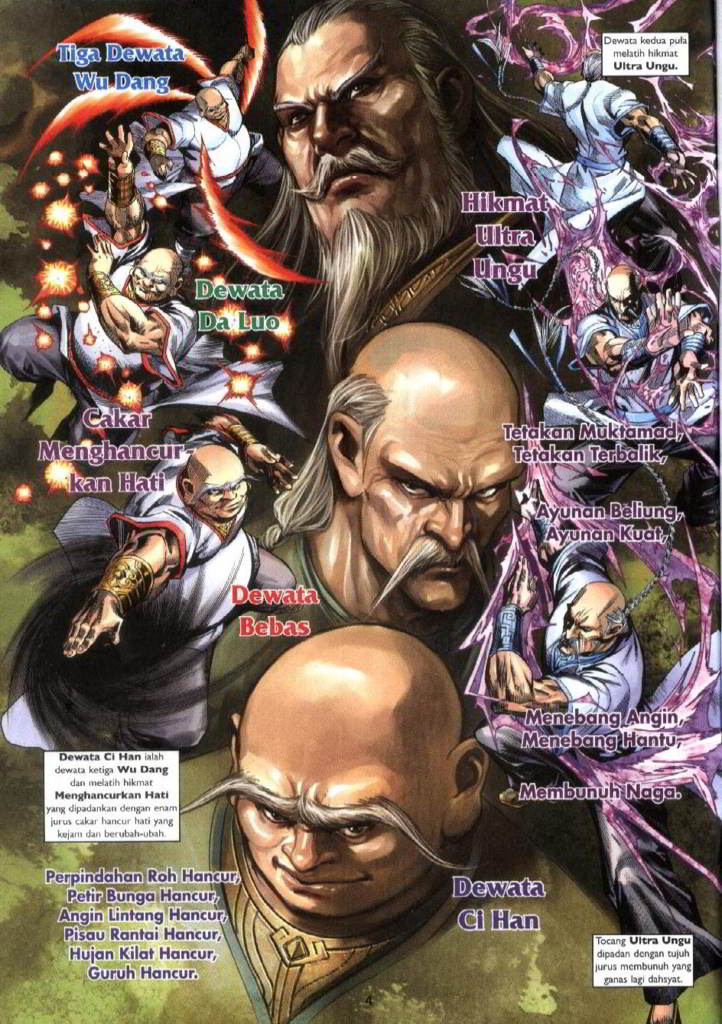 Tiga Dewata
Wu Dang
Dewata kedua pula
melatih hikmat
Ultra Ungu.
Hikmat
Ultra
Ungu
Dewata
Da Luo
Cakar
Menghancur-
kan Hati
Tetakan Muktamad,
Tetakan Terbalik,
Ayunan Beliung,
Ayunan Kuat,
Dewata
Bebas
Menebang Angin,
Menebang Hantu,
Membunuh Naga.
Dewata Ci Han ialah
dewata ketiga Wu Dang
dan melatih hikmat
Menghancurkan Hati
yang dipadankan dengan enam
jurus cakar hancur hati yang
kejam dan berubah-ubah.
Perpindahan Roh Hancur,
Petir Bunga Hancur,
Angin Lintang Hancur,
Pisau Rantai Hancur,
Hujan Kilat Hancur,
Guruh Hancur.
Dewata
Ci Han
Tocang Ultra Ungu
dipadan dengan tujuh
jurus membunuh yang
ganas lagi dahsyat.
4